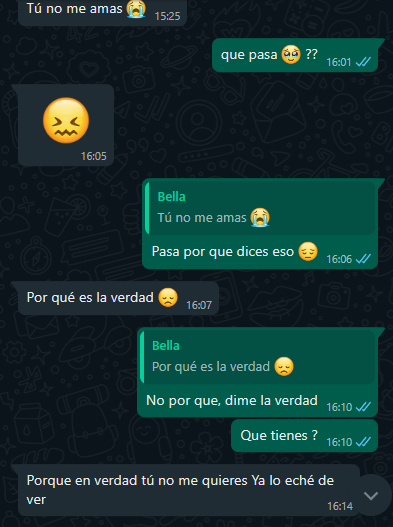 Tú no me amas 😭
15:25
que pasa 🥹 ??
16:01
😖
16:05
Bella
Tú no me amas 😭
Pasa por que dices eso 😔
16:06
Por qué es la verdad 😞
16:07
Bella
Por qué es la verdad 😞
No por que, dime la verdad
16:10
Que tienes ?
16:10
Porque en verdad tú no me quieres Ya lo eché de
ver
16:14